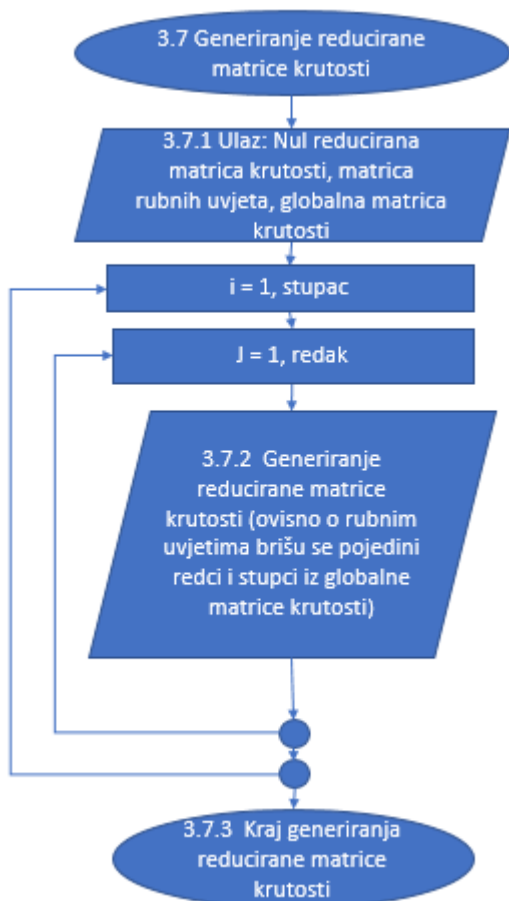 3.7 Generiranje reducirane
matrice krutosti
3.7.1 Ulaz: Nul reducirana
matrica krutosti, matrica
rubnih uvjeta, globalna matrica
krutosti
i = 1, stupac
J = 1, redak
3.7.2 Generiranje
reducirane matrice
krutosti (ovisno o rubnim
uvjetima brišu se pojedini
redci i stupci iz globalne
matrice krutosti)
3.7.3 Kraj generiranja
reducirane matrice
krutosti